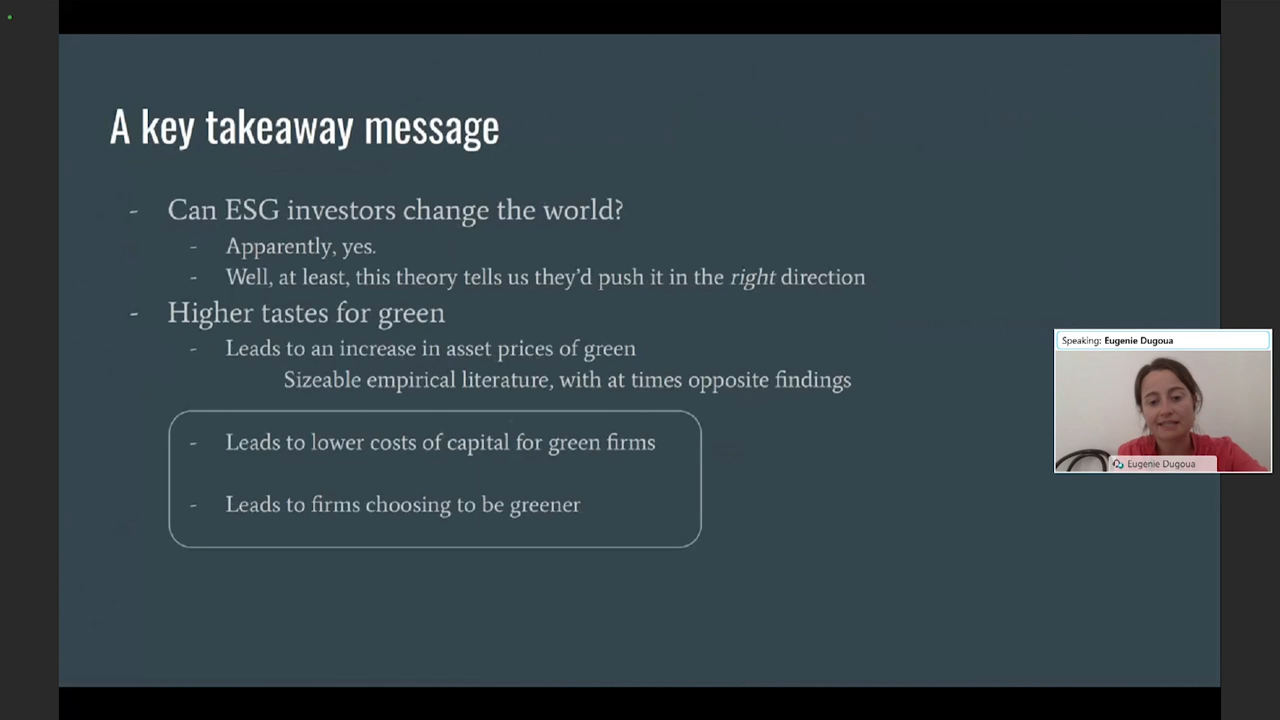 A key takeaway message
- Can ESG investors change the world?
- Apparently, yes.
- Well, at least, this theory tells us they'd push it in the right direction
- Higher tastes for green
- Leads to an increase in asset prices of green
Sizeable empirical literature, with at times opposite findings
- Leads to lower costs of capital for green firms
- Leads to firms choosing to be greener
Speaking: Eugenie Dugoua
Eugenie Dugoua